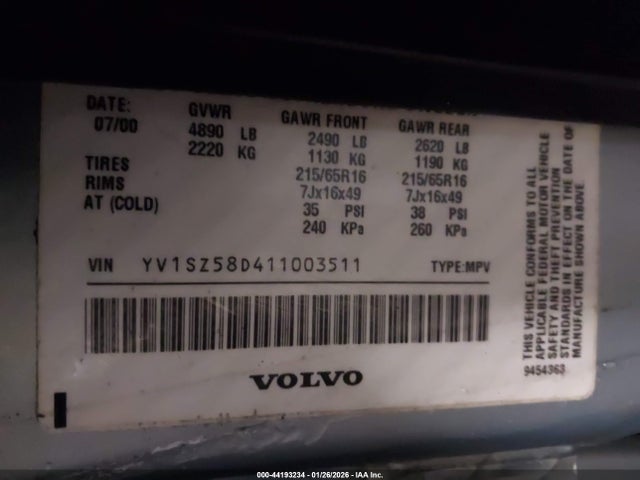 DATE: GVWR GAWR FRONT GAWR REAR
07/00 4890 LB 2490 LB 2620 LB
2220 KG 1130 KG 1190 KG
TIRES 215/65R16 215/65R16
RIMS 7Jx16x49 7Jx16x49
AT (COLD) 35 PSI 38 PSI
240 KPa 260 KPa
VIN YV1SZ58D411003511 TYPE:MPV
VOLVO
THIS VEHICLE CONFORMS TO ALL
APPLICABLE FEDERAL MOTOR VEHICLE
SAFETY AND THEFT PREVENTION
STANDARDS IN EFFECT ON THE DATE OF
MANUFACTURE SHOWN ABOVE
9454363
000-44193234 - 01/26/2026 - IAA Inc.